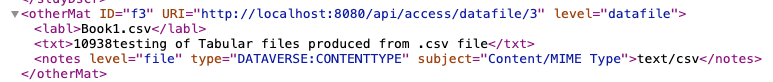 </stdyDscr>
▼<otherMat ID="f3" URI="http://localhost:8080/api/access/datafile/3" level="datafile">
<labl>Book1.csv</labl>
<txt>10938testing of Tabular files produced from .csv file</txt>
<notes level="file" type="DATAVERSE:CONTENTTYPE" subject="Content/MIME Type">text/csv</notes>
</otherMat>